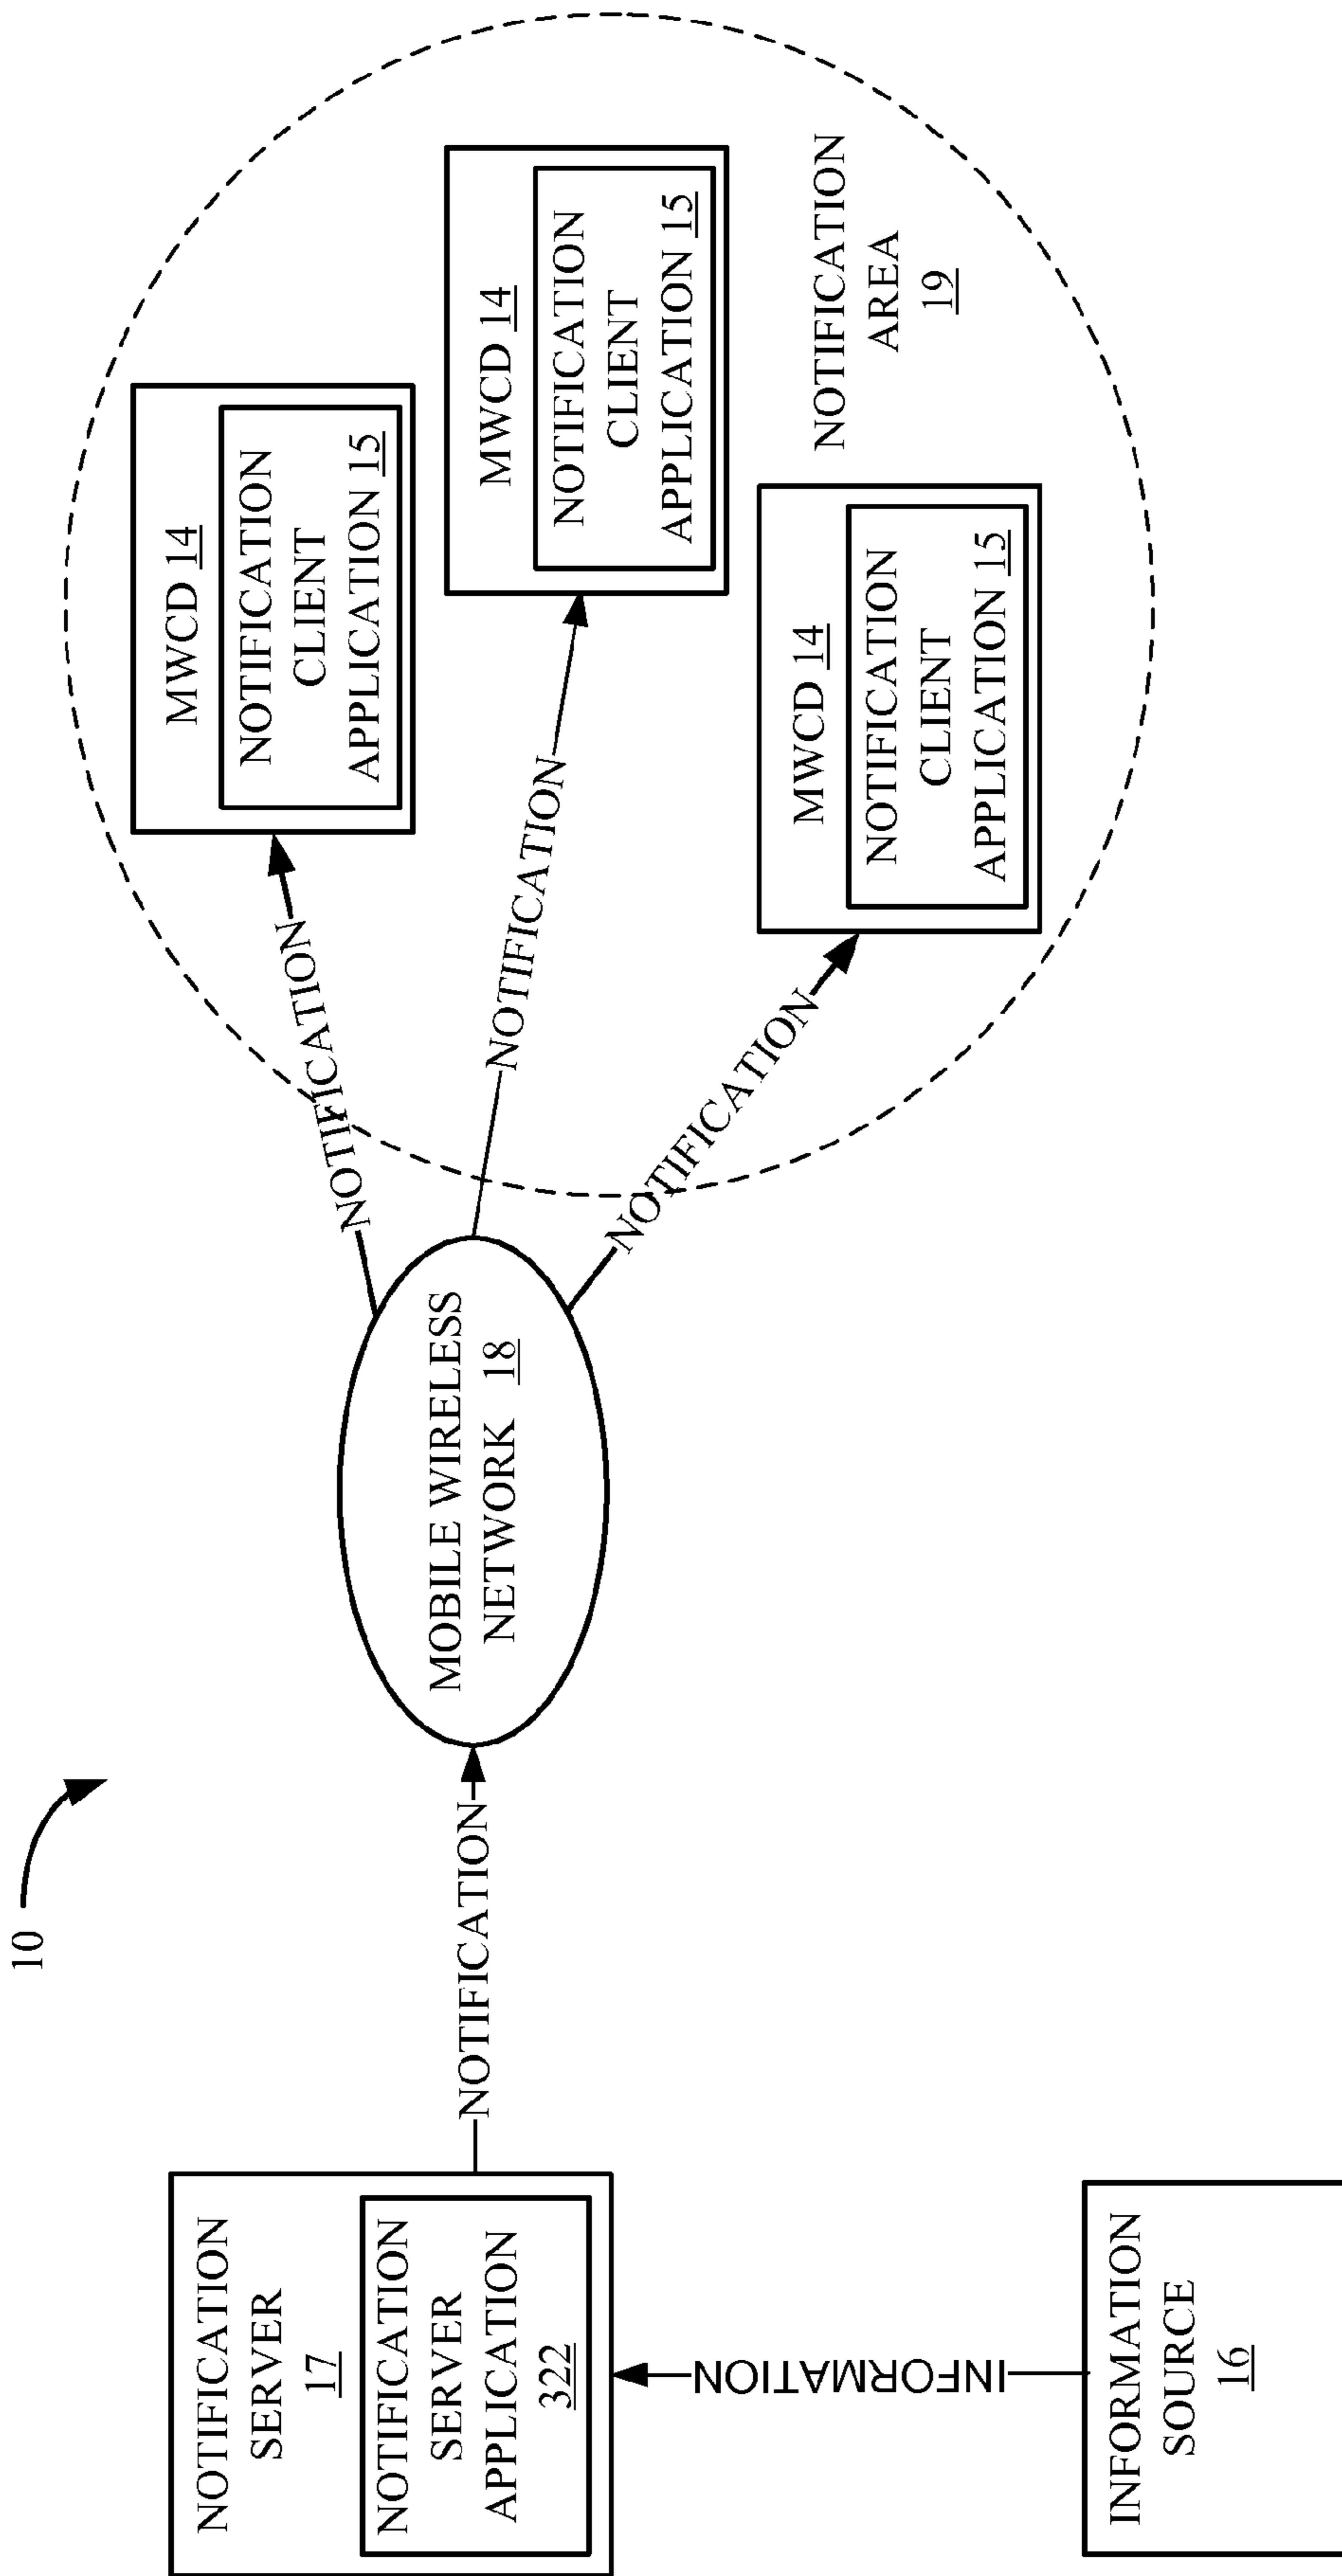 10
NOTIFICATION
SERVER
17
NOTIFICATION
SERVER
APPLICATION
322
INFORMATION
INFORMATION
SOURCE
16
NOTIFICATION
MOBILE WIRELESS
NETWORK 18
NOTIFICATION
NOTIFICATION
NOTIFICATION
MWCD 14
NOTIFICATION
CLIENT
APPLICATION 15
MWCD 14
NOTIFICATION
CLIENT
APPLICATION 15
MWCD 14
NOTIFICATION
CLIENT
APPLICATION 15
NOTIFICATION
AREA
19